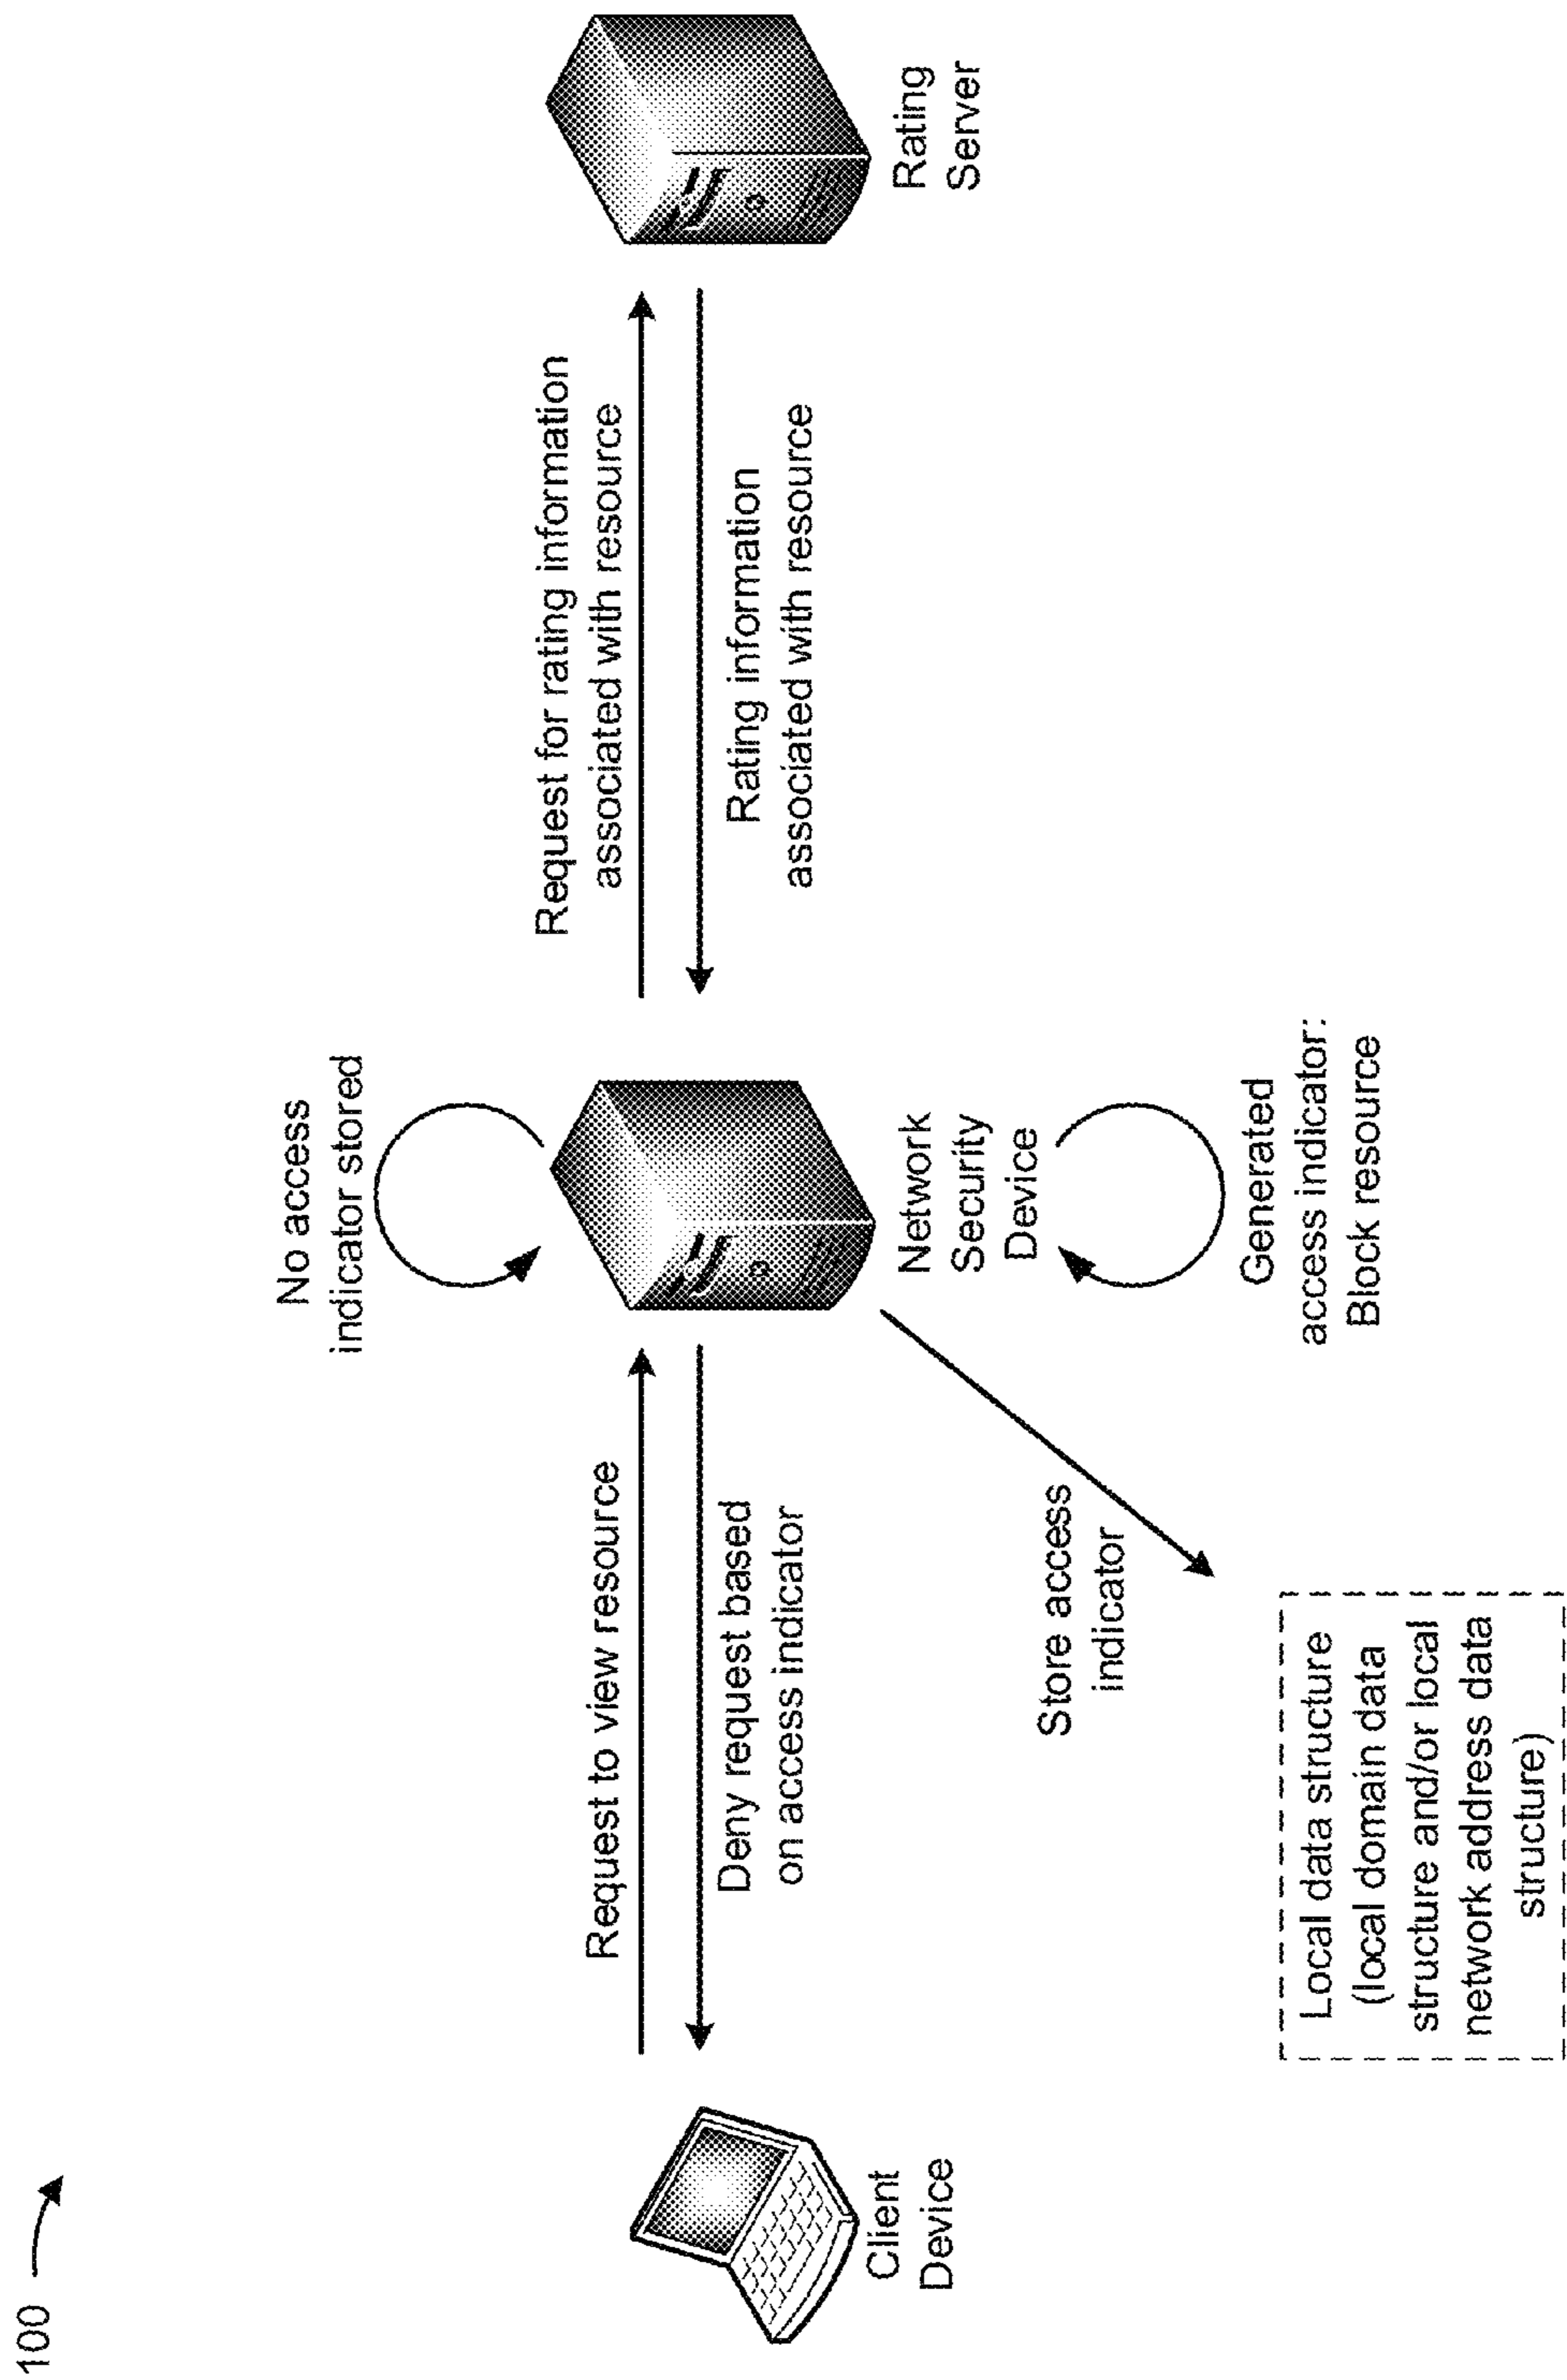 100
No access
indicator stored
Request to view resource
Request for rating information
associated with resource
Deny request based
on access indicator
Rating information
associated with resource
Client
Device
Network
Security
Device
Rating
Server
Store access
indicator
Generated
access indicator:
Block resource
Local data structure
(local domain data
structure and/or local
network address data
structure)